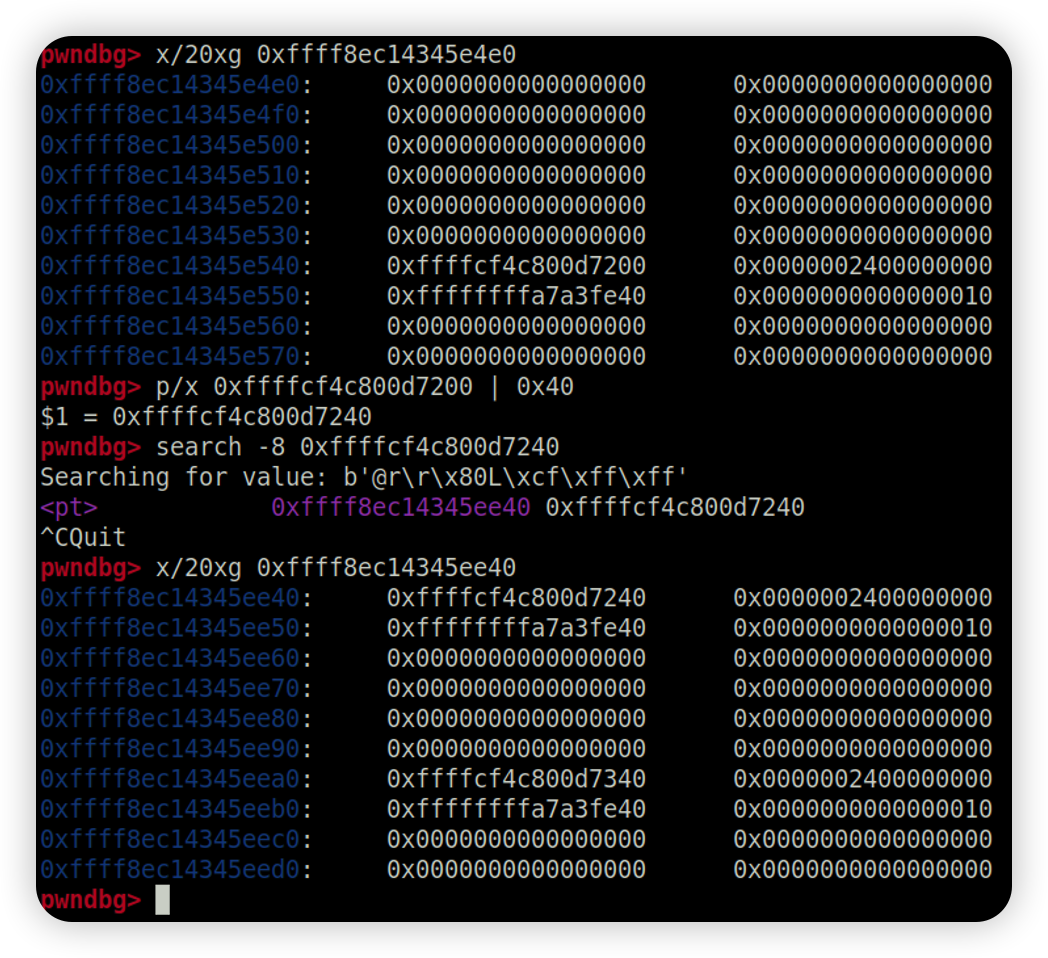 pwndbg> x/20xg 0xffff8ec14345e4e0
0xffff8ec14345e4e0: 0x0000000000000000 0x0000000000000000
0xffff8ec14345e4f0: 0x0000000000000000 0x0000000000000000
0xffff8ec14345e500: 0x0000000000000000 0x0000000000000000
0xffff8ec14345e510: 0x0000000000000000 0x0000000000000000
0xffff8ec14345e520: 0x0000000000000000 0x0000000000000000
0xffff8ec14345e530: 0x0000000000000000 0x0000000000000000
0xffff8ec14345e540: 0xffffcf4c800d7200 0x0000002400000000
0xffff8ec14345e550: 0xffffffffa7a3fe40 0x0000000000000010
0xffff8ec14345e560: 0x0000000000000000 0x0000000000000000
0xffff8ec14345e570: 0x0000000000000000 0x0000000000000000
pwndbg> p/x 0xffffcf4c800d7200 | 0x40
$1 = 0xffffcf4c800d7240
pwndbg> search -8 0xffffcf4c800d7240
Searching for value: b'@r\r\x80L\xcf\xff\xff'
<pt> 0xffff8ec14345ee40 0xffffcf4c800d7240
^CQuit
pwndbg> x/20xg 0xffff8ec14345ee40
0xffff8ec14345ee40: 0xffffcf4c800d7240 0x0000002400000000
0xffff8ec14345ee50: 0xffffffffa7a3fe40 0x0000000000000010
0xffff8ec14345ee60: 0x0000000000000000 0x0000000000000000
0xffff8ec14345ee70: 0x0000000000000000 0x0000000000000000
0xffff8ec14345ee80: 0x0000000000000000 0x0000000000000000
0xffff8ec14345ee90: 0x0000000000000000 0x0000000000000000
0xffff8ec14345eea0: 0xffffcf4c800d7340 0x0000002400000000
0xffff8ec14345eeb0: 0xffffffffa7a3fe40 0x0000000000000010
0xffff8ec14345eec0: 0x0000000000000000 0x0000000000000000
0xffff8ec14345eed0: 0x0000000000000000 0x0000000000000000
pwndbg>